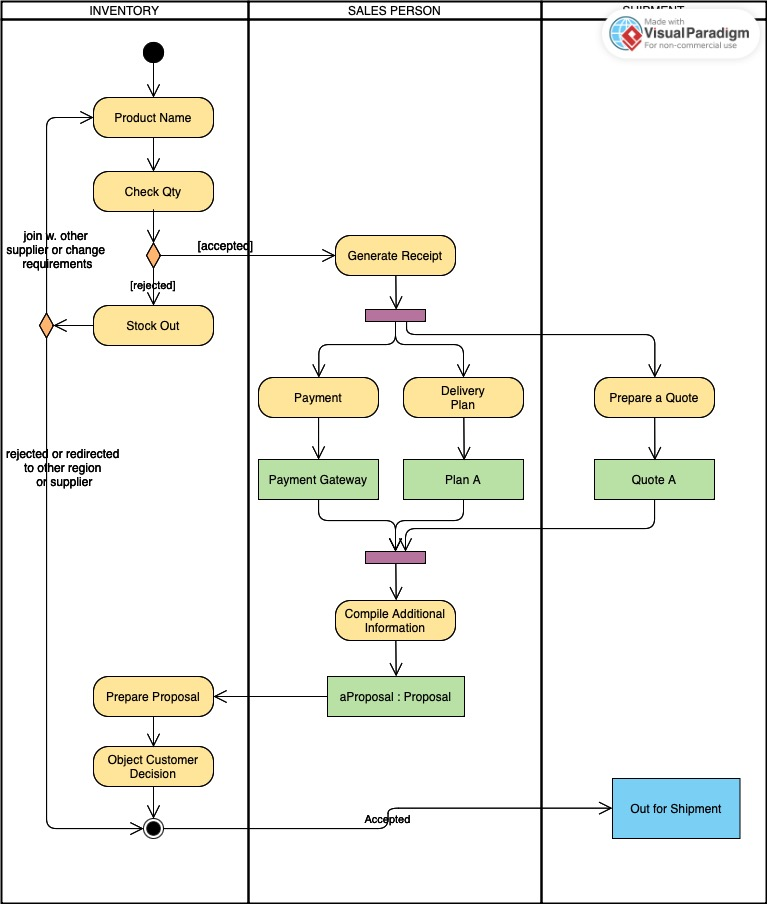 INVENTORY
SALES PERSON
SHIPMENT
Made with
VisualParadigm
For non-commercial use
Product Name
Check Qty
join w. other
supplier or change
requirements
[accepted]
Generate Receipt
[rejected]
Stock Out
Payment
Delivery
Plan
Prepare a Quote
rejected or redirected
to other region
or supplier
Payment Gateway
Plan A
Quote A
Compile Additional
Information
Prepare Proposal
aProposal : Proposal
Object Customer
Decision
Out for Shipment
Accepted